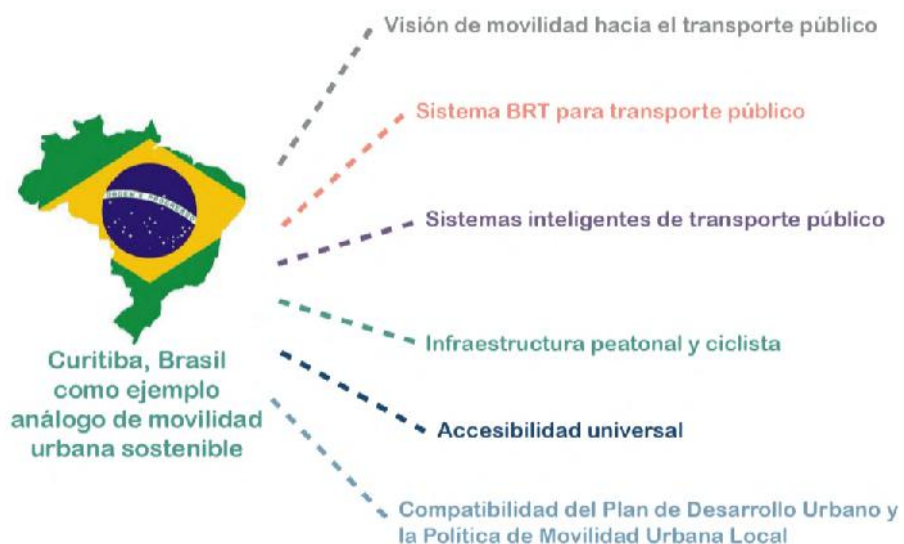 Visión de movilidad hacia el transporte público
Sistema BRT para transporte público
Sistemas inteligentes de transporte público
Infraestructura peatonal y ciclista
Accesibilidad universal
Compatibilidad del Plan de Desarrollo Urbano y
la Política de Movilidad Urbana Local
ORDEM E PROGRESSO
Curitiba, Brasil
como ejemplo
análogo de movilidad
urbana sostenible